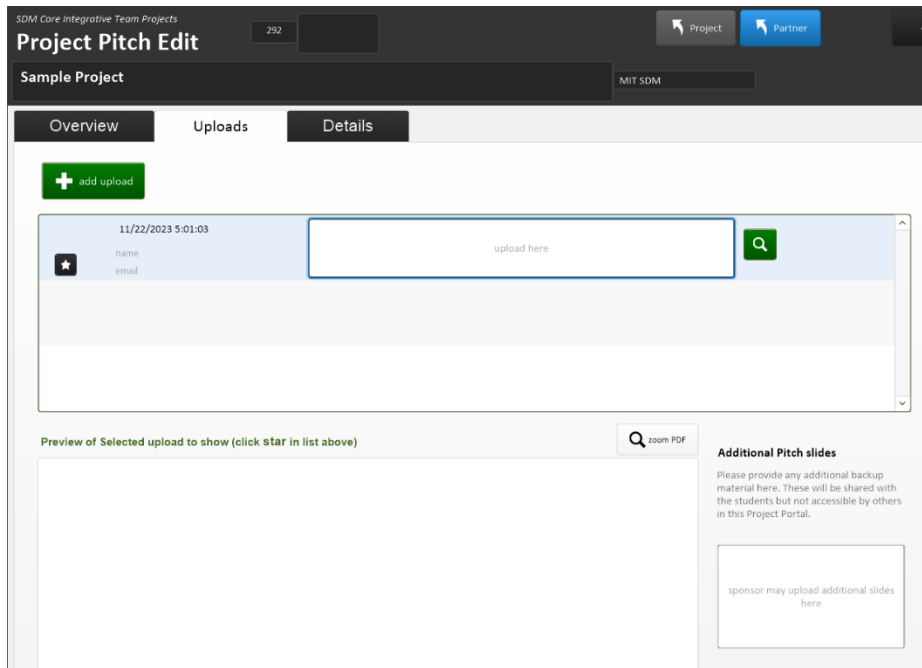 SDM Core Integrative Team Projects
Project Pitch Edit
292
Project
Partner
Sample Project
MIT SDM
Overview
Uploads
Details
add upload
11/22/2023 5:01:03
name
email
upload here
Preview of Selected upload to show (click star in list above)
zoom PDF
Additional Pitch slides
Please provide any additional backup
material here. These will be shared with
the students but not accessible by others
in this Project Portal.
sponsor may upload additional slides
here